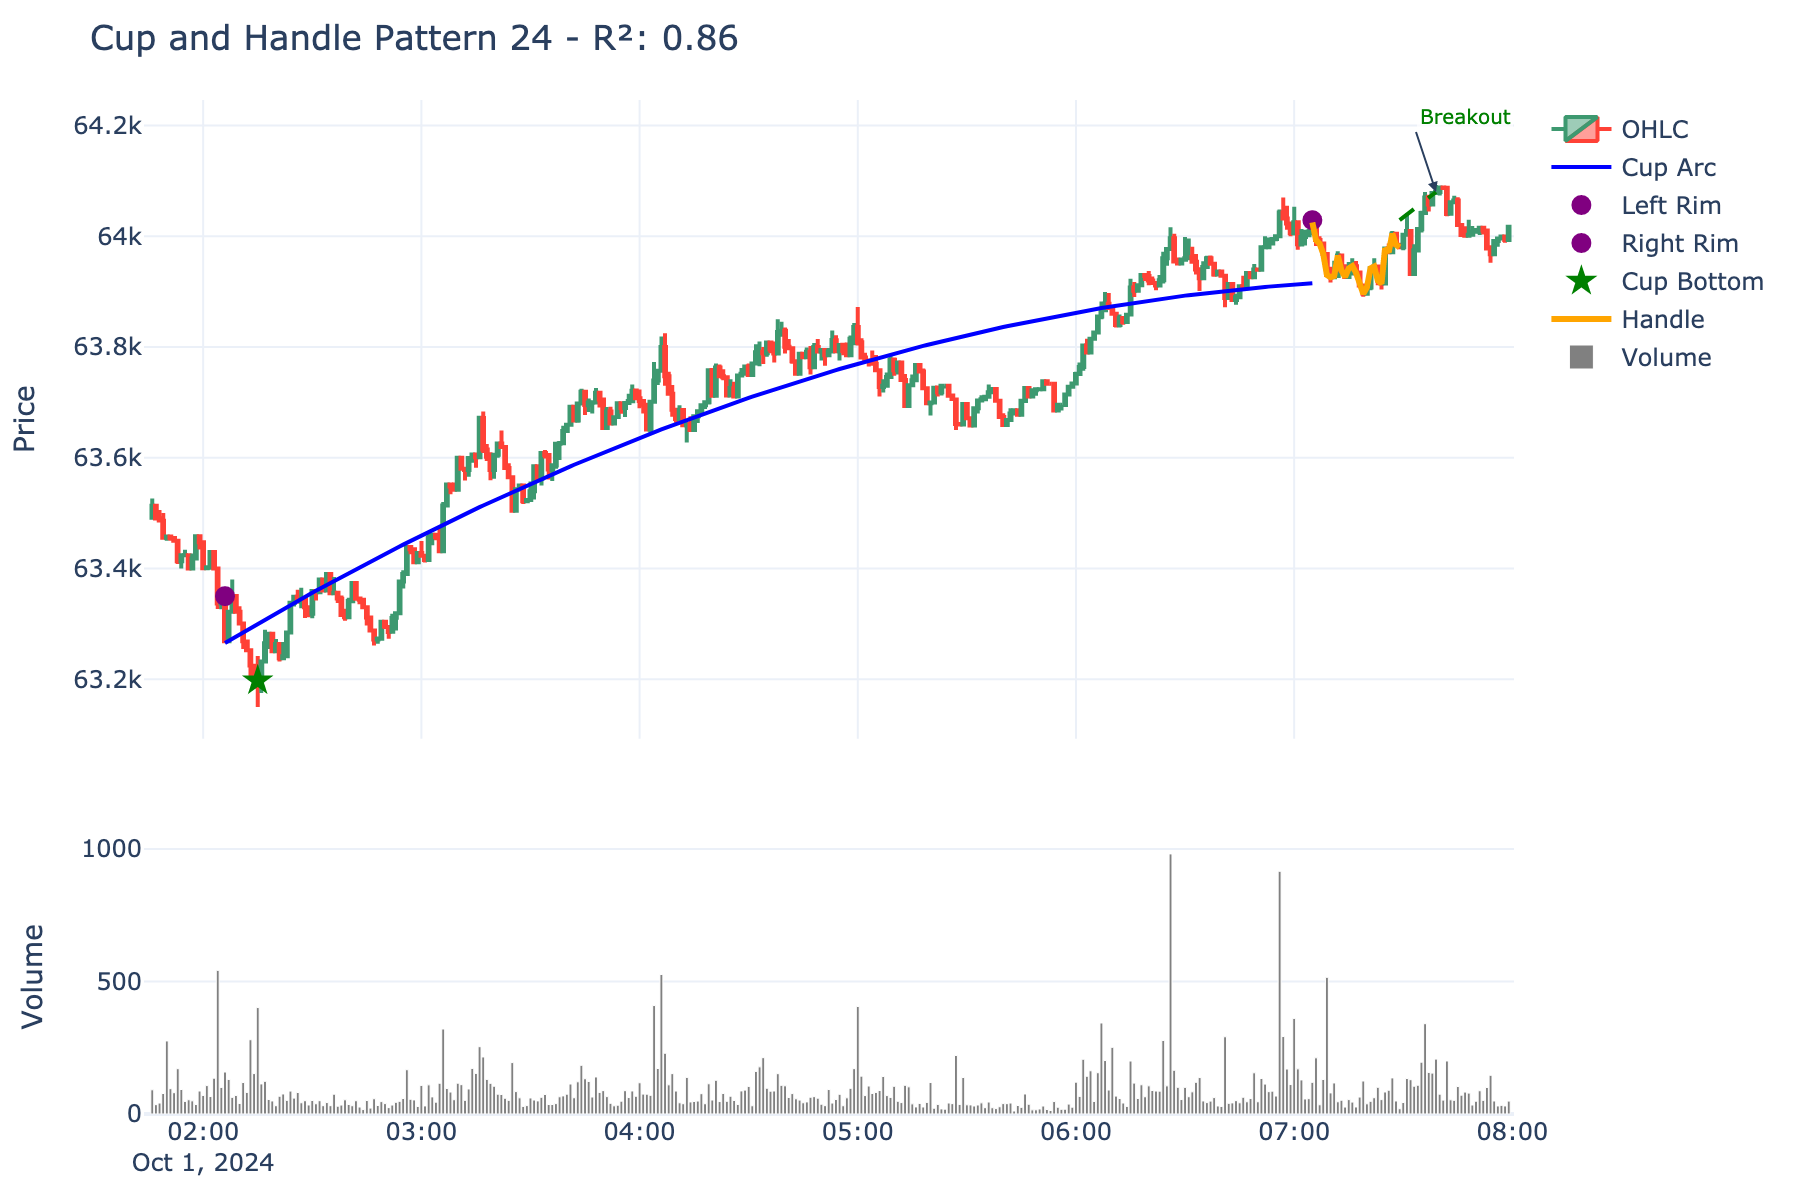 Cup and Handle Pattern 24 - R²: 0.86
Breakout
64.2k
64k
63.8k
63.6k
63.4k
63.2k
Price
OHLC
Cup Arc
Left Rim
Right Rim
Cup Bottom
Handle
Volume
1000
500
0
Volume
02:00
03:00
04:00
05:00
06:00
07:00
08:00
Oct 1, 2024